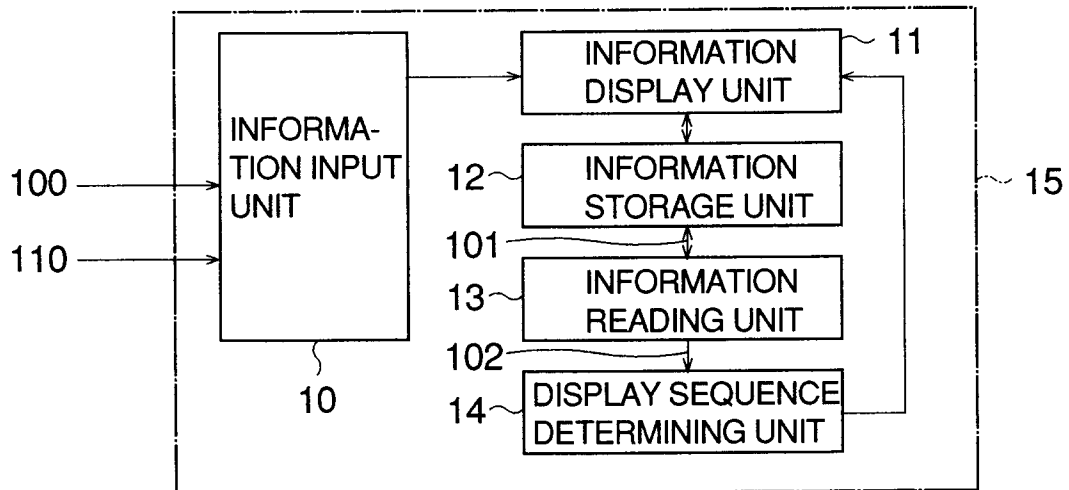 100
110
INFORMA-
TION INPUT
UNIT
10
INFORMATION
DISPLAY UNIT
11
12
INFORMATION
STORAGE UNIT
101
13
INFORMATION
READING UNIT
102
14
DISPLAY SEQUENCE
DETERMINING UNIT
15